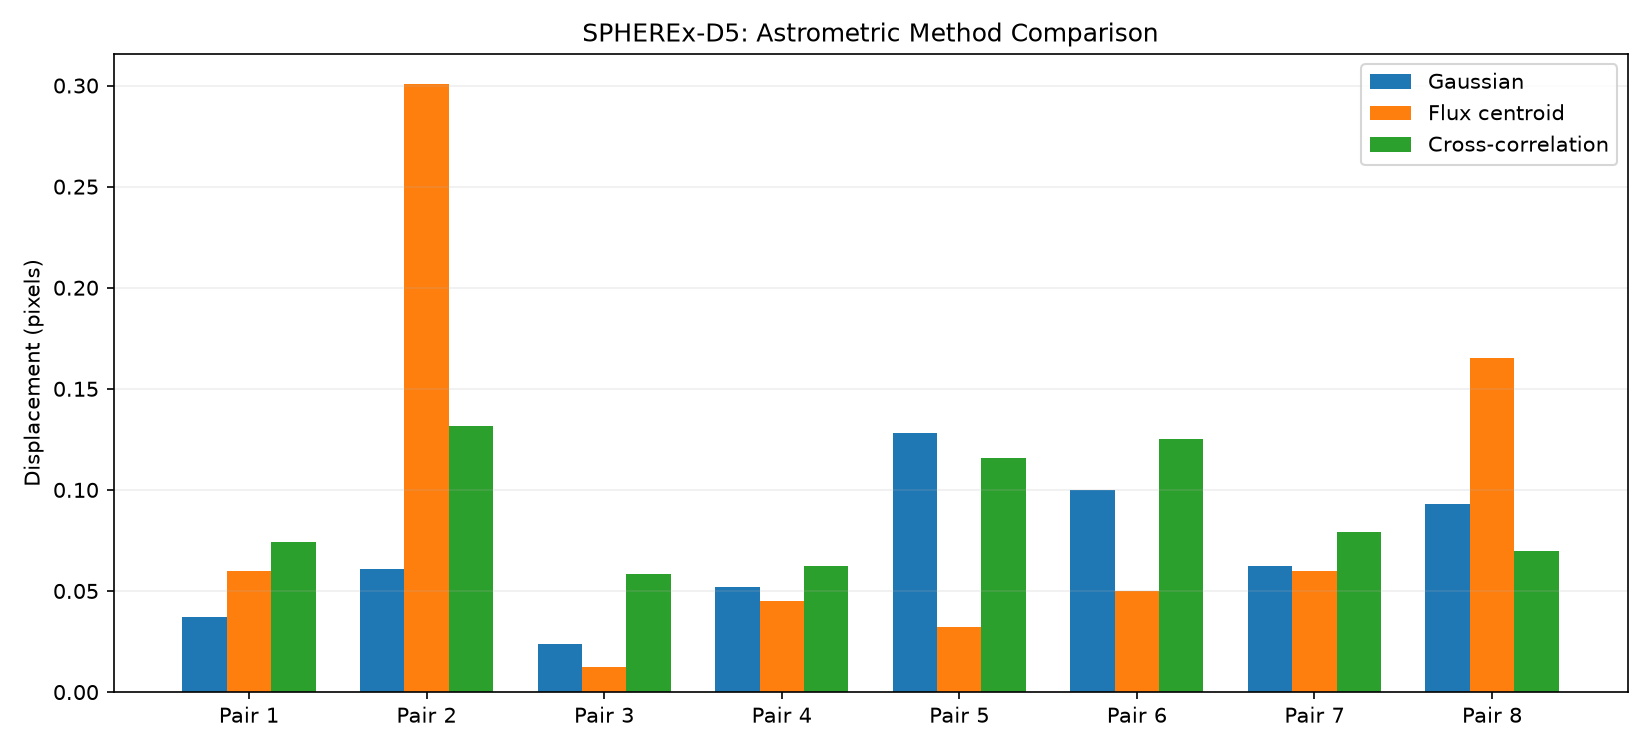 SPHEREx-D5: Astrometric Method Comparison
Gaussian
Flux centroid
Cross-correlation
Displacement (pixels)
0.30
0.25
0.20
0.15
0.10
0.05
0.00
Pair 1 Pair 2 Pair 3 Pair 4 Pair 5 Pair 6 Pair 7 Pair 8